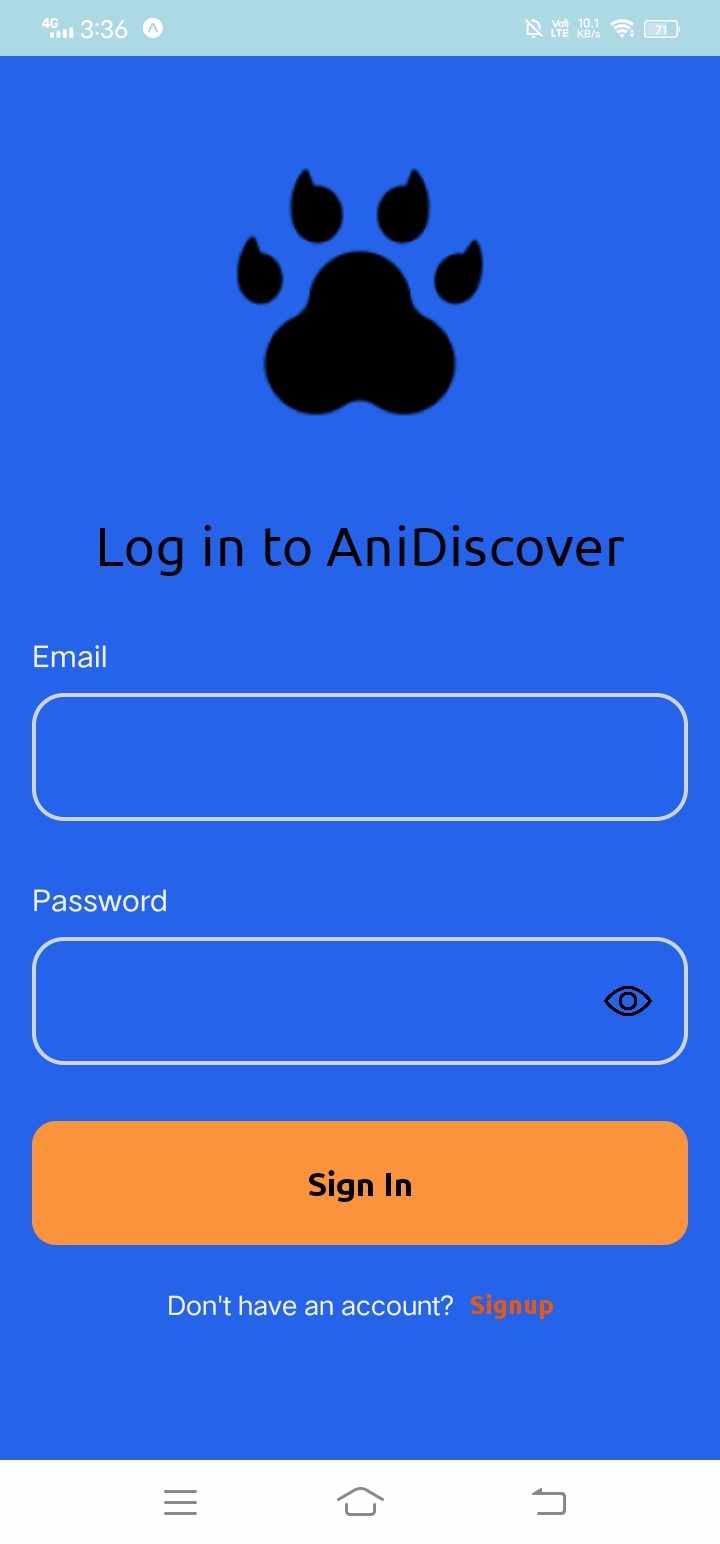 4G 3:36 Vo) LTE 10.1 KB/s 71
Log in to AniDiscover
Email
Password
Sign In
Don't have an account? Signup